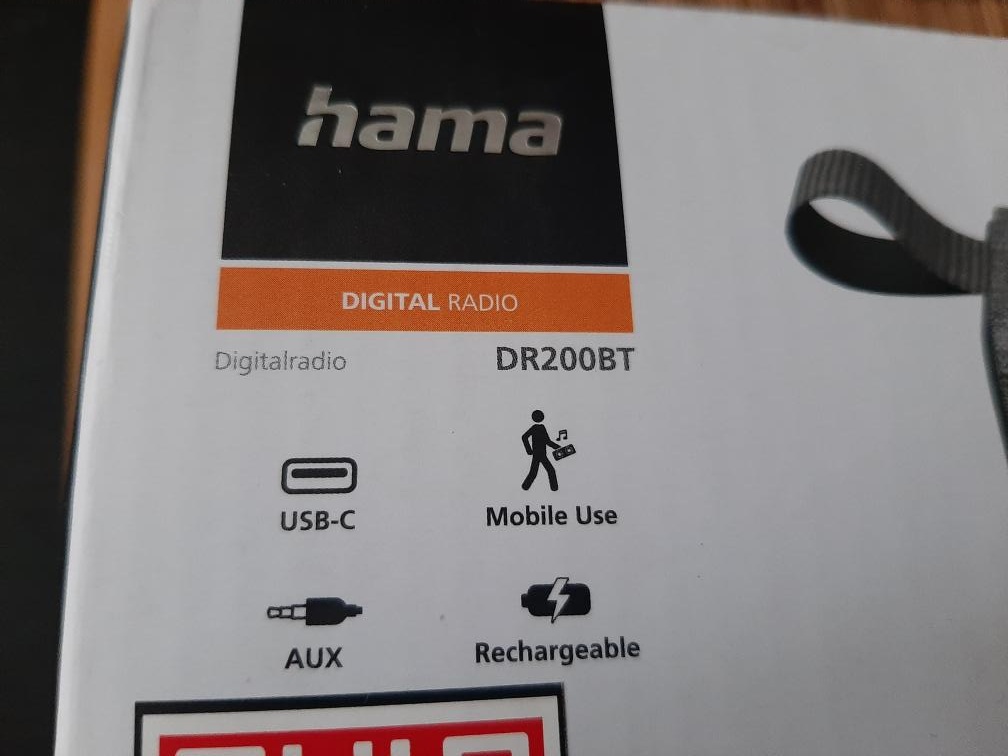 hama
DIGITAL RADIO
Digitalradio DR200BT
USB-C Mobile Use
AUX Rechargeable